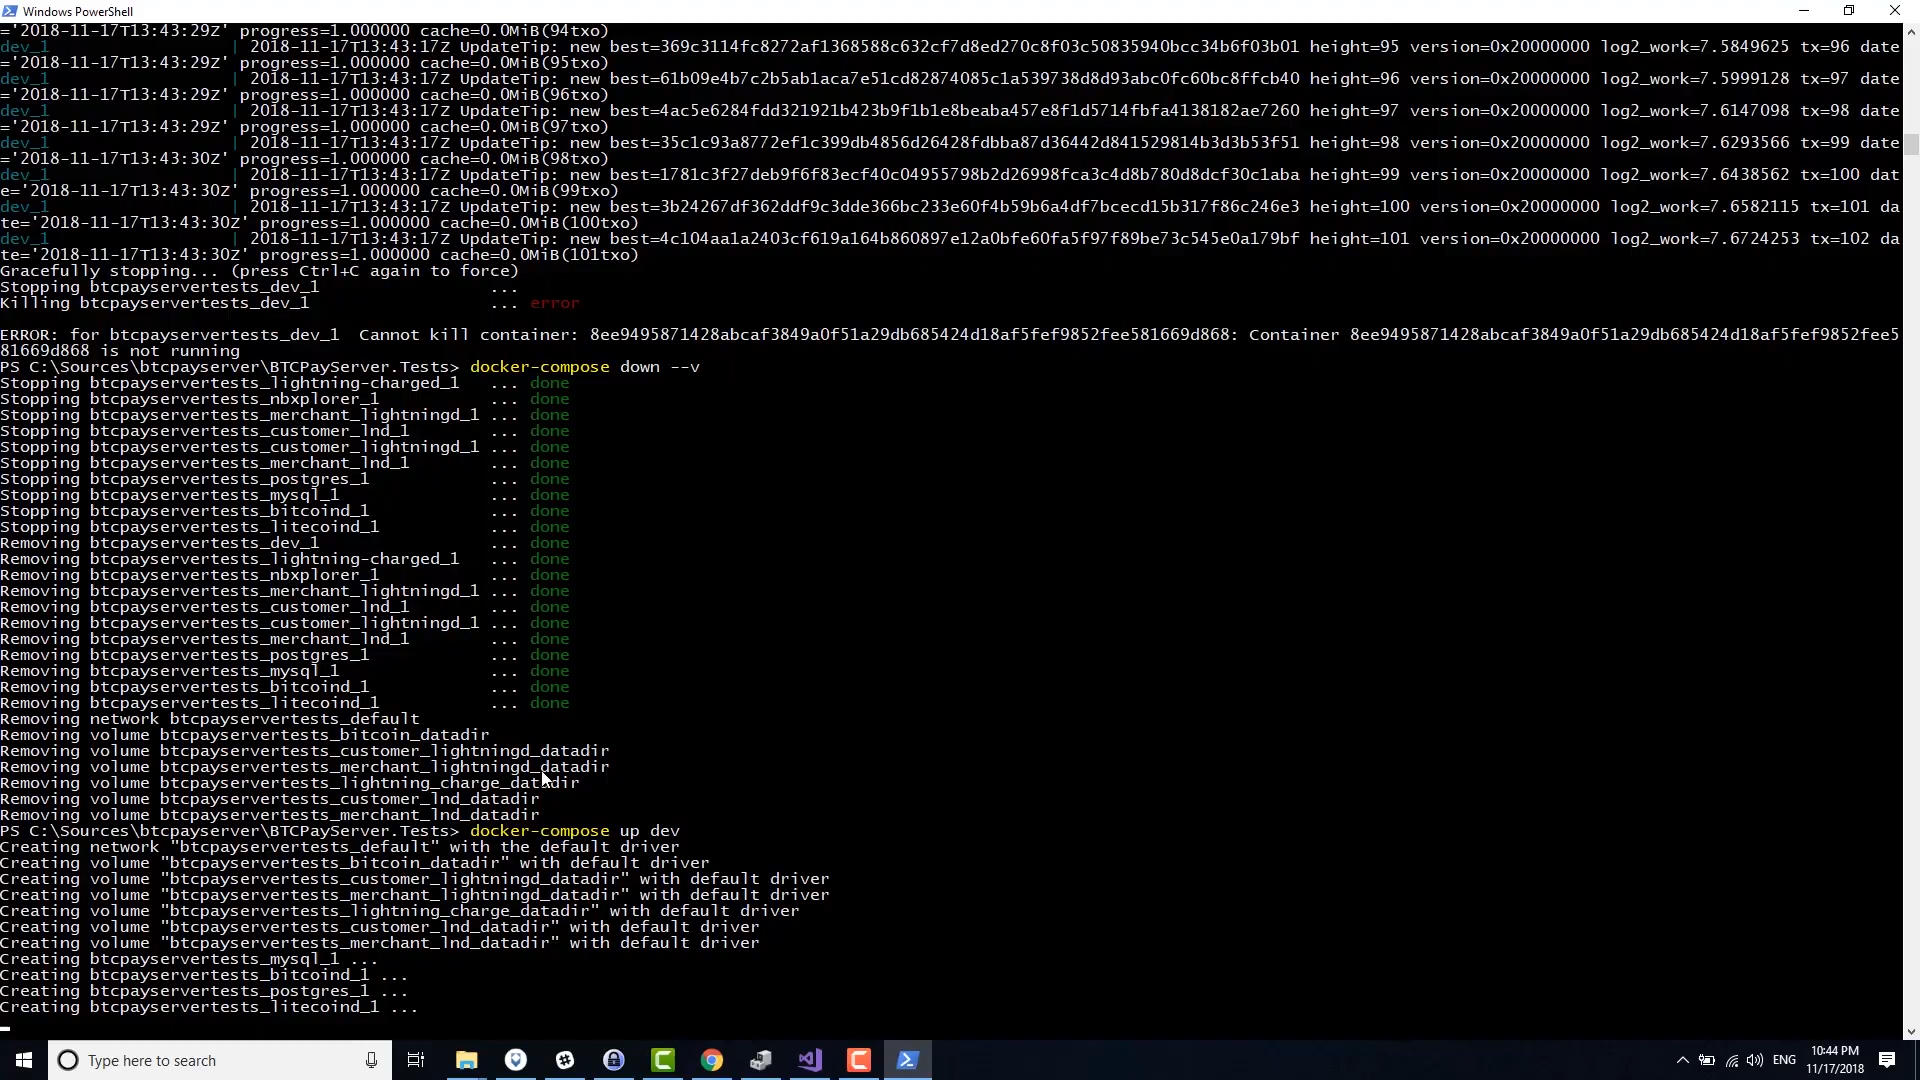 Windows PowerShell
='2018-11-17T13:43:29Z' progress=1.000000 cache=0.0MiB(94txo)
dev_1 | 2018-11-17T13:43:17Z UpdateTip: new best=369c3114fc8272af1368588c632cf7d8ed270c8f03c50835940bcc34b6f03b01 height=95 version=0x20000000 log2_work=7.5849625 tx=96 date
='2018-11-17T13:43:29Z' progress=1.000000 cache=0.0MiB(95txo)
dev_1 | 2018-11-17T13:43:17Z UpdateTip: new best=61b09e4b7c2b5ab1aca7e51cd82874085c1a539738d8d93abc0fc60bc8ffcb40 height=96 version=0x20000000 log2_work=7.5999128 tx=97 date
='2018-11-17T13:43:29Z' progress=1.000000 cache=0.0MiB(96txo)
dev_1 | 2018-11-17T13:43:17Z UpdateTip: new best=4ac5e6284fdd321921b423b9f1b1e8beaba457e8f1d5714fbfa4138182ae7260 height=97 version=0x20000000 log2_work=7.6147098 tx=98 date
='2018-11-17T13:43:29Z' progress=1.000000 cache=0.0MiB(97txo)
dev_1 | 2018-11-17T13:43:17Z UpdateTip: new best=35c1c93a8772ef1c399db4856d26428fdbba87d36442d841529814b3d3b53f51 height=98 version=0x20000000 log2_work=7.6293566 tx=99 date
='2018-11-17T13:43:30Z' progress=1.000000 cache=0.0MiB(98txo)
dev_1 | 2018-11-17T13:43:17Z UpdateTip: new best=1781c3f27deb9f6f83ecf40c04955798b2d26998fca3c4d8b780d8dcf30c1aba height=99 version=0x20000000 log2_work=7.6438562 tx=100 dat
e='2018-11-17T13:43:30Z' progress=1.000000 cache=0.0MiB(99txo)
dev_1 | 2018-11-17T13:43:17Z UpdateTip: new best=3b24267df362ddf9c3dde366bc233e60f4b59b6a4df7bcecd15b317f86c246e3 height=100 version=0x20000000 log2_work=7.6582115 tx=101 da
te='2018-11-17T13:43:30Z' progress=1.000000 cache=0.0MiB(100txo)
dev_1 | 2018-11-17T13:43:17Z UpdateTip: new best=4c104aa1a2403cf619a164b860897e12a0bfe60fa5f97f89be73c545e0a179bf height=101 version=0x20000000 log2_work=7.6724253 tx=102 da
te='2018-11-17T13:43:30Z' progress=1.000000 cache=0.0MiB(101txo)
Gracefully stopping... (press Ctrl+C again to force)
Stopping btcpayservertests_dev_1 ...
Killing btcpayservertests_dev_1 ... error
ERROR: for btcpayservertests_dev_1  Cannot kill container: 8ee9495871428abcaf3849a0f51a29db685424d18af5fef9852fee581669d868: Container 8ee9495871428abcaf3849a0f51a29db685424d18af5fef9852fee5
81669d868 is not running
PS C:\Sources\btcpayserver\BTCPayServer.Tests> docker-compose down --v
Stopping btcpayservertests_lightning-charged_1 ... done
Stopping btcpayservertests_nbxplorer_1 ... done
Stopping btcpayservertests_merchant_lightningd_1 ... done
Stopping btcpayservertests_customer_lnd_1 ... done
Stopping btcpayservertests_customer_lightningd_1 ... done
Stopping btcpayservertests_merchant_lnd_1 ... done
Stopping btcpayservertests_postgres_1 ... done
Stopping btcpayservertests_mysql_1 ... done
Stopping btcpayservertests_bitcoind_1 ... done
Stopping btcpayservertests_litecoind_1 ... done
Removing btcpayservertests_dev_1 ... done
Removing btcpayservertests_lightning-charged_1 ... done
Removing btcpayservertests_nbxplorer_1 ... done
Removing btcpayservertests_merchant_lightningd_1 ... done
Removing btcpayservertests_customer_lnd_1 ... done
Removing btcpayservertests_customer_lightningd_1 ... done
Removing btcpayservertests_merchant_lnd_1 ... done
Removing btcpayservertests_postgres_1 ... done
Removing btcpayservertests_mysql_1 ... done
Removing btcpayservertests_bitcoind_1 ... done
Removing btcpayservertests_litecoind_1 ... done
Removing network btcpayservertests_default
Removing volume btcpayservertests_bitcoin_datadir
Removing volume btcpayservertests_customer_lightningd_datadir
Removing volume btcpayservertests_merchant_lightningd_datadir
Removing volume btcpayservertests_lightning_charge_datadir
Removing volume btcpayservertests_customer_lnd_datadir
Removing volume btcpayservertests_merchant_lnd_datadir
PS C:\Sources\btcpayserver\BTCPayServer.Tests> docker-compose up dev
Creating network "btcpayservertests_default" with the default driver
Creating volume "btcpayservertests_bitcoin_datadir" with default driver
Creating volume "btcpayservertests_customer_lightningd_datadir" with default driver
Creating volume "btcpayservertests_merchant_lightningd_datadir" with default driver
Creating volume "btcpayservertests_lightning_charge_datadir" with default driver
Creating volume "btcpayservertests_customer_lnd_datadir" with default driver
Creating volume "btcpayservertests_merchant_lnd_datadir" with default driver
Creating btcpayservertests_mysql_1 ...
Creating btcpayservertests_bitcoind_1 ...
Creating btcpayservertests_postgres_1 ...
Creating btcpayservertests_litecoind_1 ...
Type here to search
ENG
10:44 PM
11/17/2018